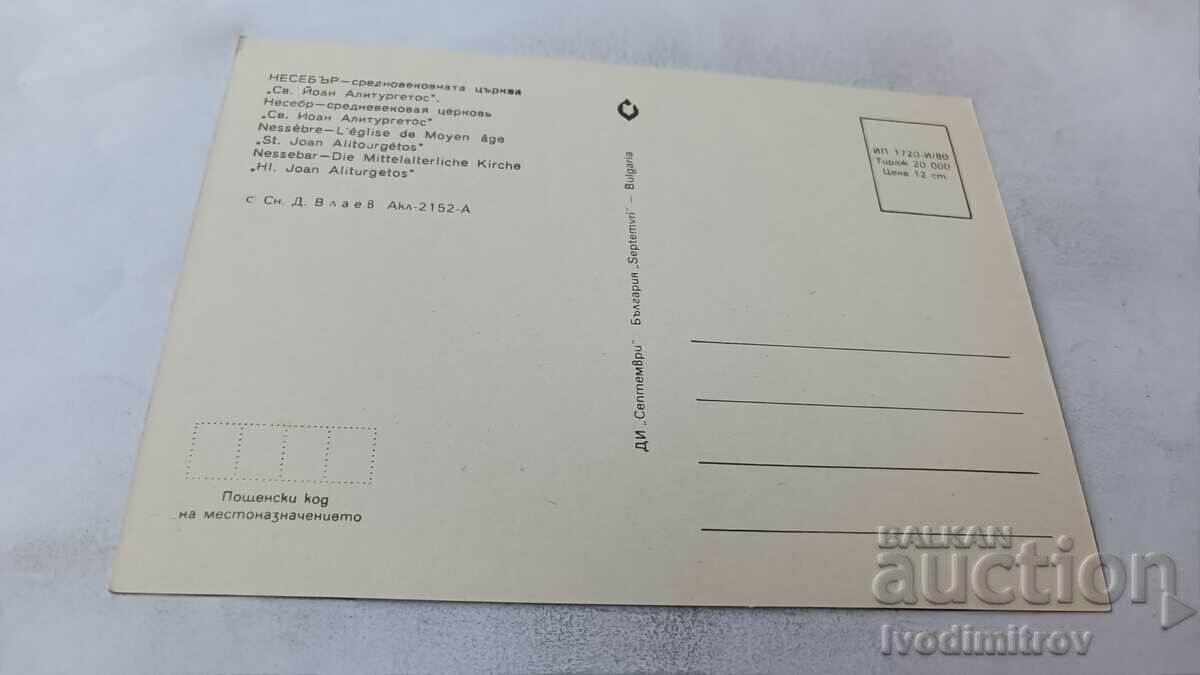 НЕСЕБЪР—средновековната църква
„Св. Йоан Алитургетос".
Несебр—средневековая церковь
„Св. Иоан Алитургетос"
Nessèbre—L'église de Moyen âge
„St. Joan Alitourgétos"
Nessebar—Die Mittelalterliche Kirche
„Hl. Joan Aliturgetos"
с Сн. Д. Влаев Акл-2152-А
ИП 1720-И/80
Тираж 20 000
Цена 12 ст.
ДИ „Септември" България „Septemvri" — Bulgaria
Пощенски код
на местоназначението
BALKAN
auction
Ivodimitrov